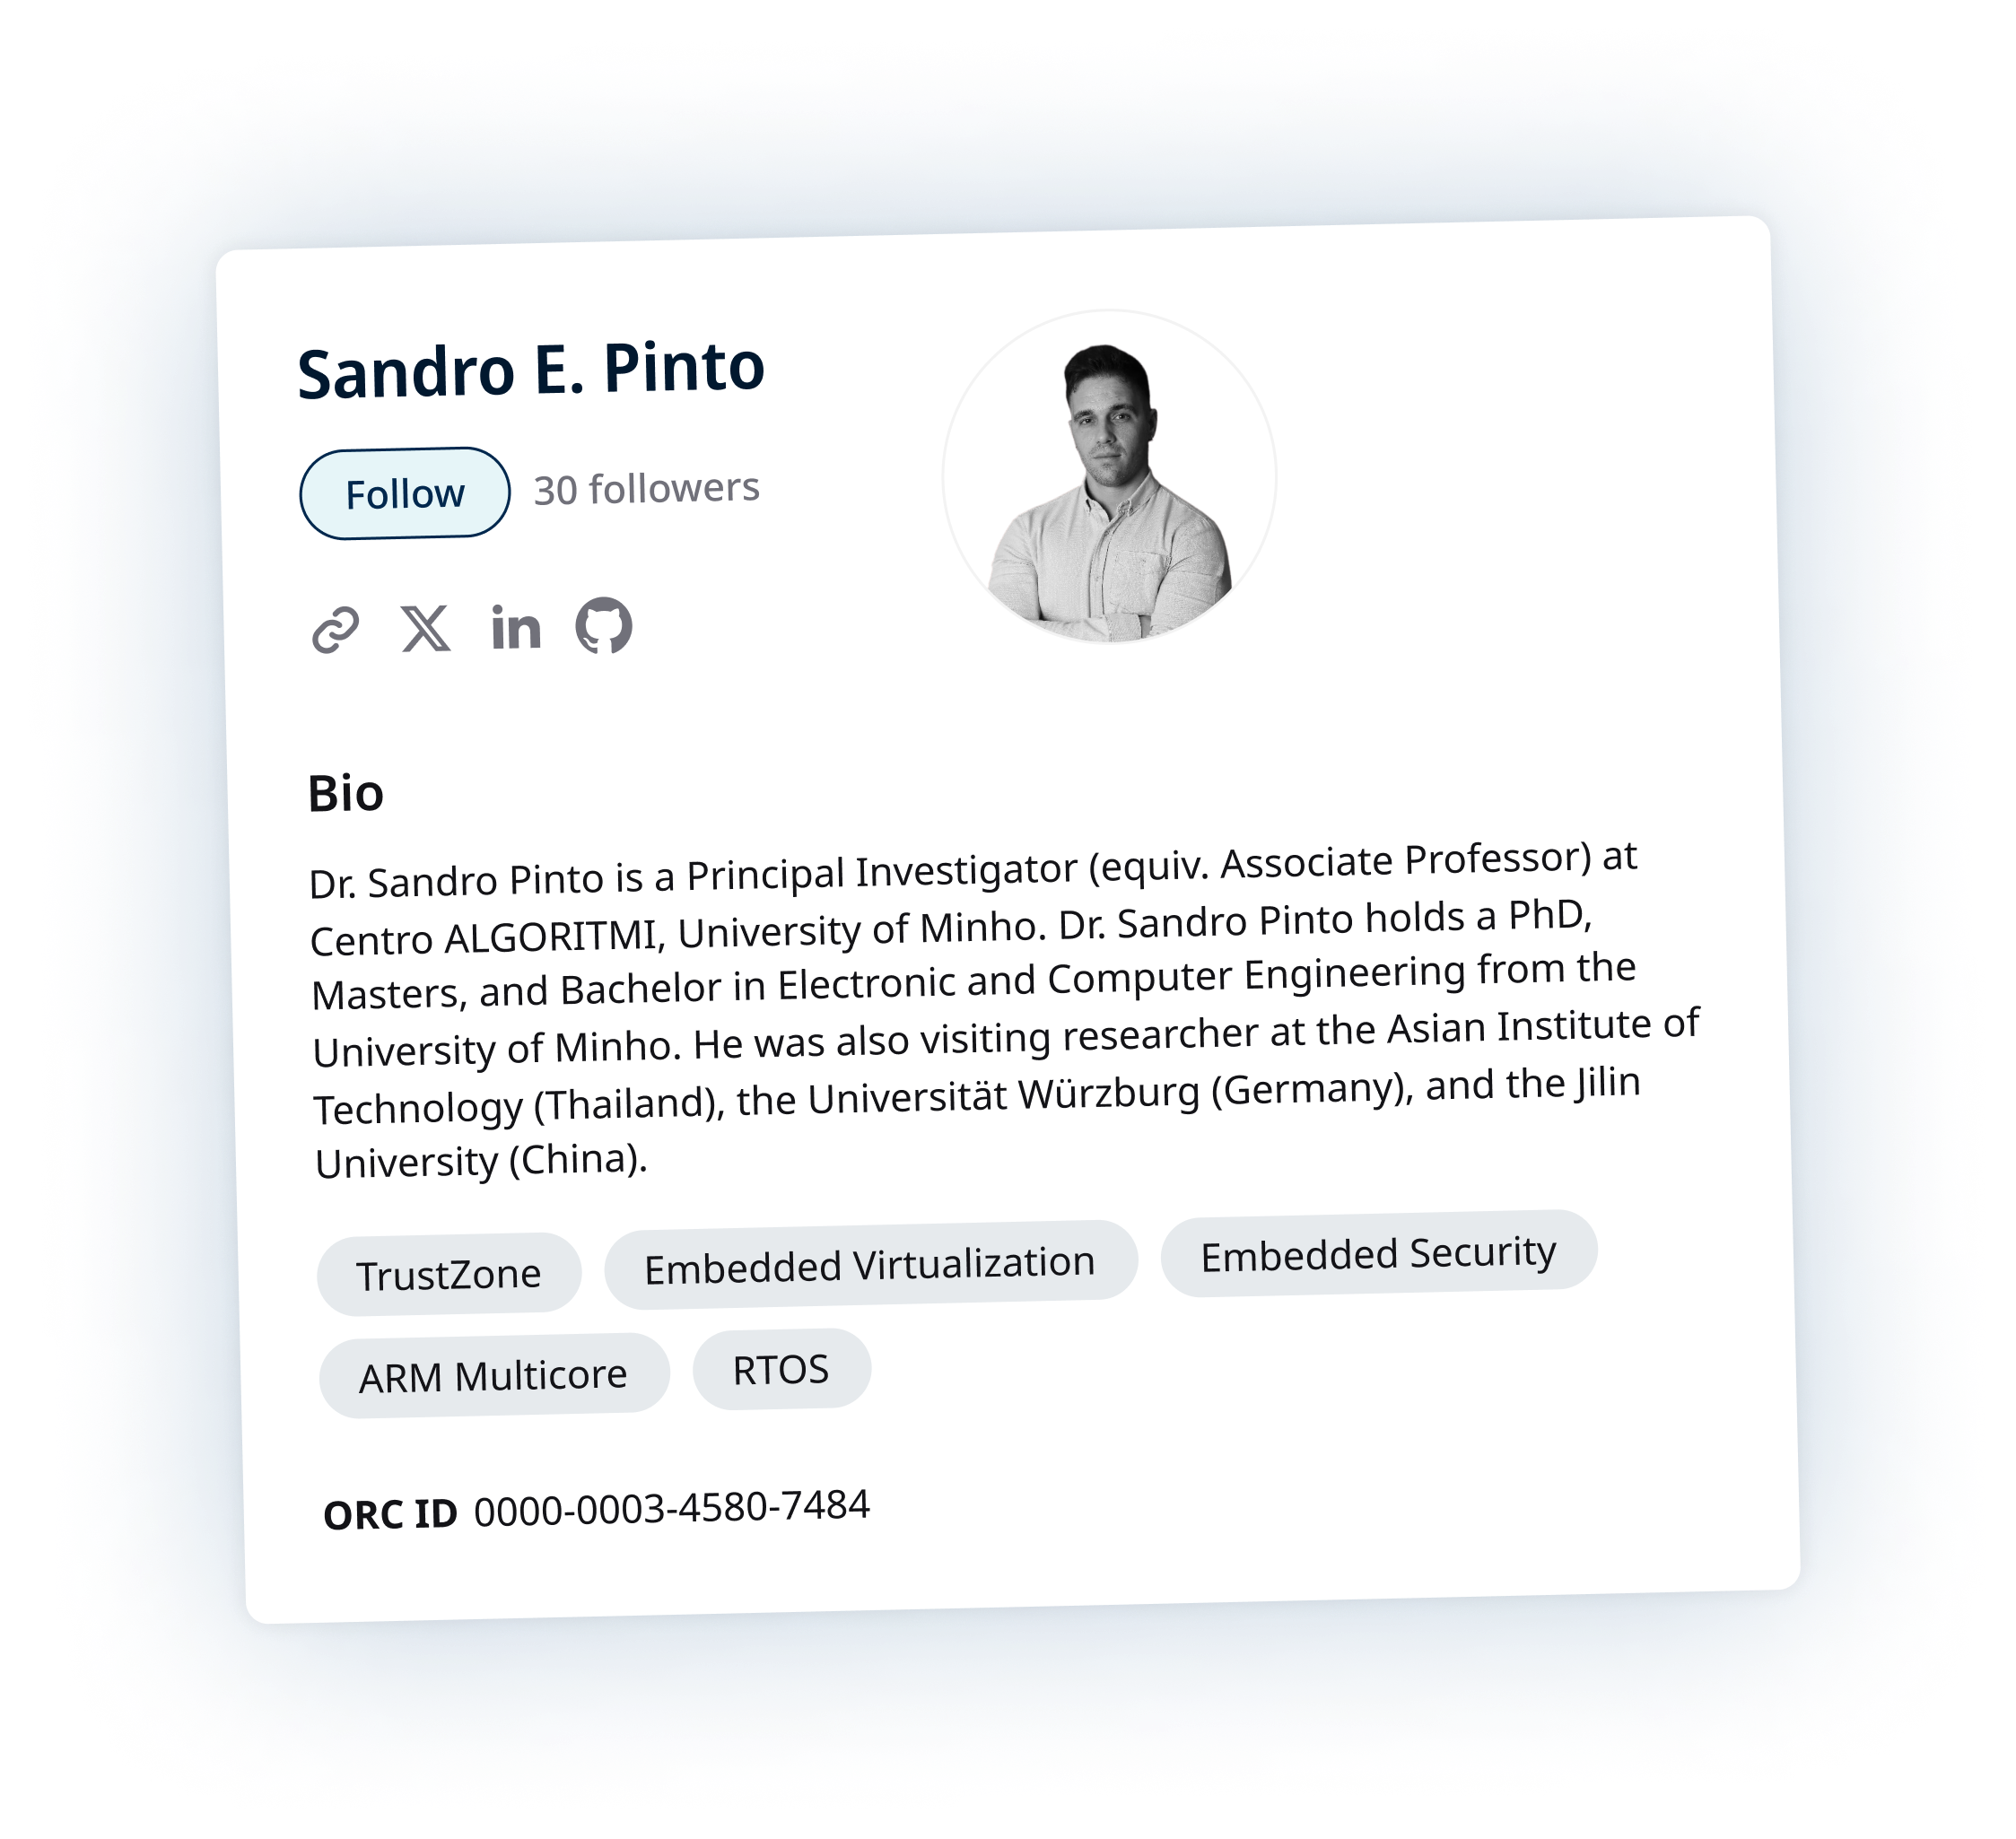 Sandro E. Pinto
Follow 30 followers
Bio
Dr. Sandro Pinto is a Principal Investigator (equiv. Associate Professor) at
Centro ALGORITMI, University of Minho. Dr. Sandro Pinto holds a PhD,
Masters, and Bachelor in Electronic and Computer Engineering from the
University of Minho. He was also visiting researcher at the Asian Institute of
Technology (Thailand), the Universität Würzburg (Germany), and the Jilin
University (China).
TrustZone Embedded Virtualization Embedded Security
ARM Multicore RTOS
ORC ID 0000-0003-4580-7484